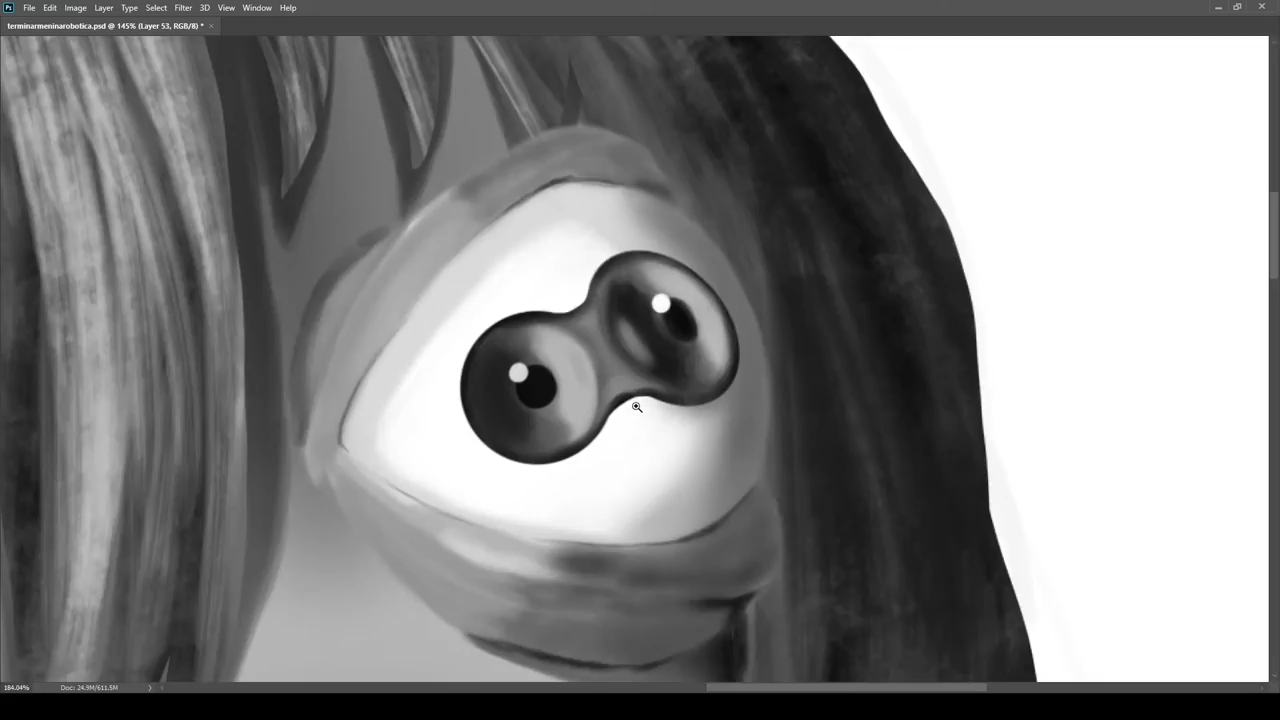 Ps File Edit Image Layer Type Select Filter 3D View Window Help
terminarmeninarobotica.psd @ 145% (Layer 53, RGB/8) *
184.04% Doc: 24.9M/611.5M